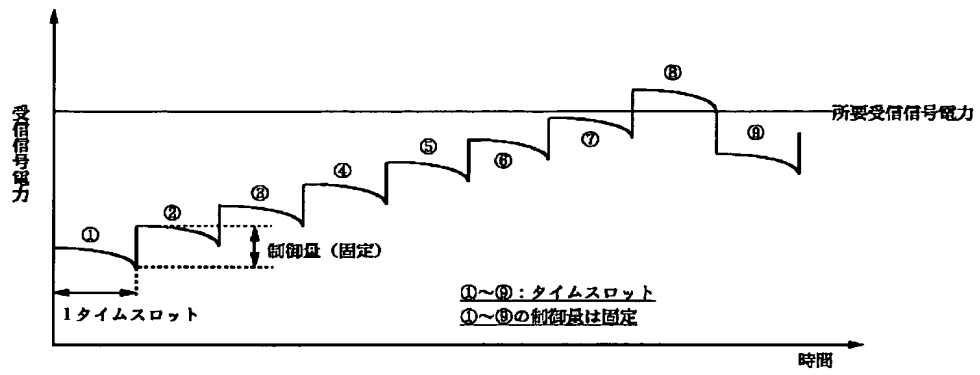 受信信号電力
所要受信信号電力
①
②
③
④
⑤
⑥
⑦
⑧
⑨
制御量（固定）
1タイムスロット
①～⑨：タイムスロット
①～⑨の制御量は固定
時間